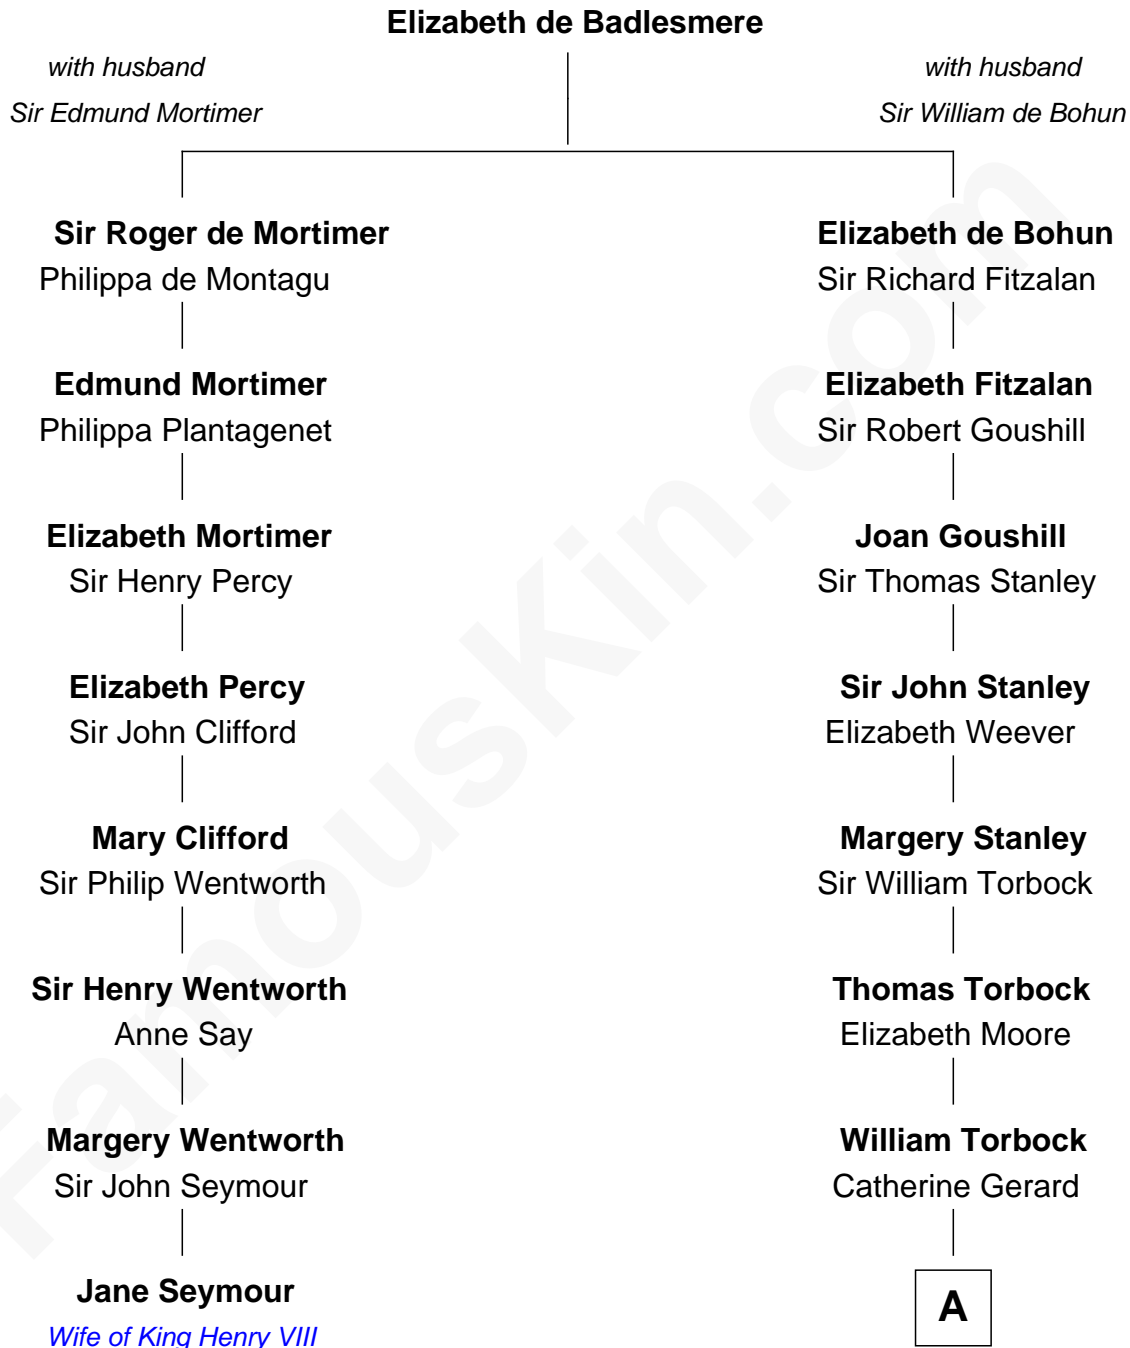 Elizabeth de Badlesmere
with husband
Sir Edmund Mortimer
with husband
Sir William de Bohun
Sir Roger de Mortimer
Philippa de Montagu
Elizabeth de Bohun
Sir Richard Fitzalan
Edmund Mortimer
Philippa Plantagenet
Elizabeth Fitzalan
Sir Robert Goushill
Elizabeth Mortimer
Sir Henry Percy
Joan Goushill
Sir Thomas Stanley
Elizabeth Percy
Sir John Clifford
Sir John Stanley
Elizabeth Weever
Mary Clifford
Sir Philip Wentworth
Margery Stanley
Sir William Torbock
Sir Henry Wentworth
Anne Say
Thomas Torbock
Elizabeth Moore
Margery Wentworth
Sir John Seymour
William Torbock
Catherine Gerard
Jane Seymour
Wife of King Henry VIII
A
FamousKin.com